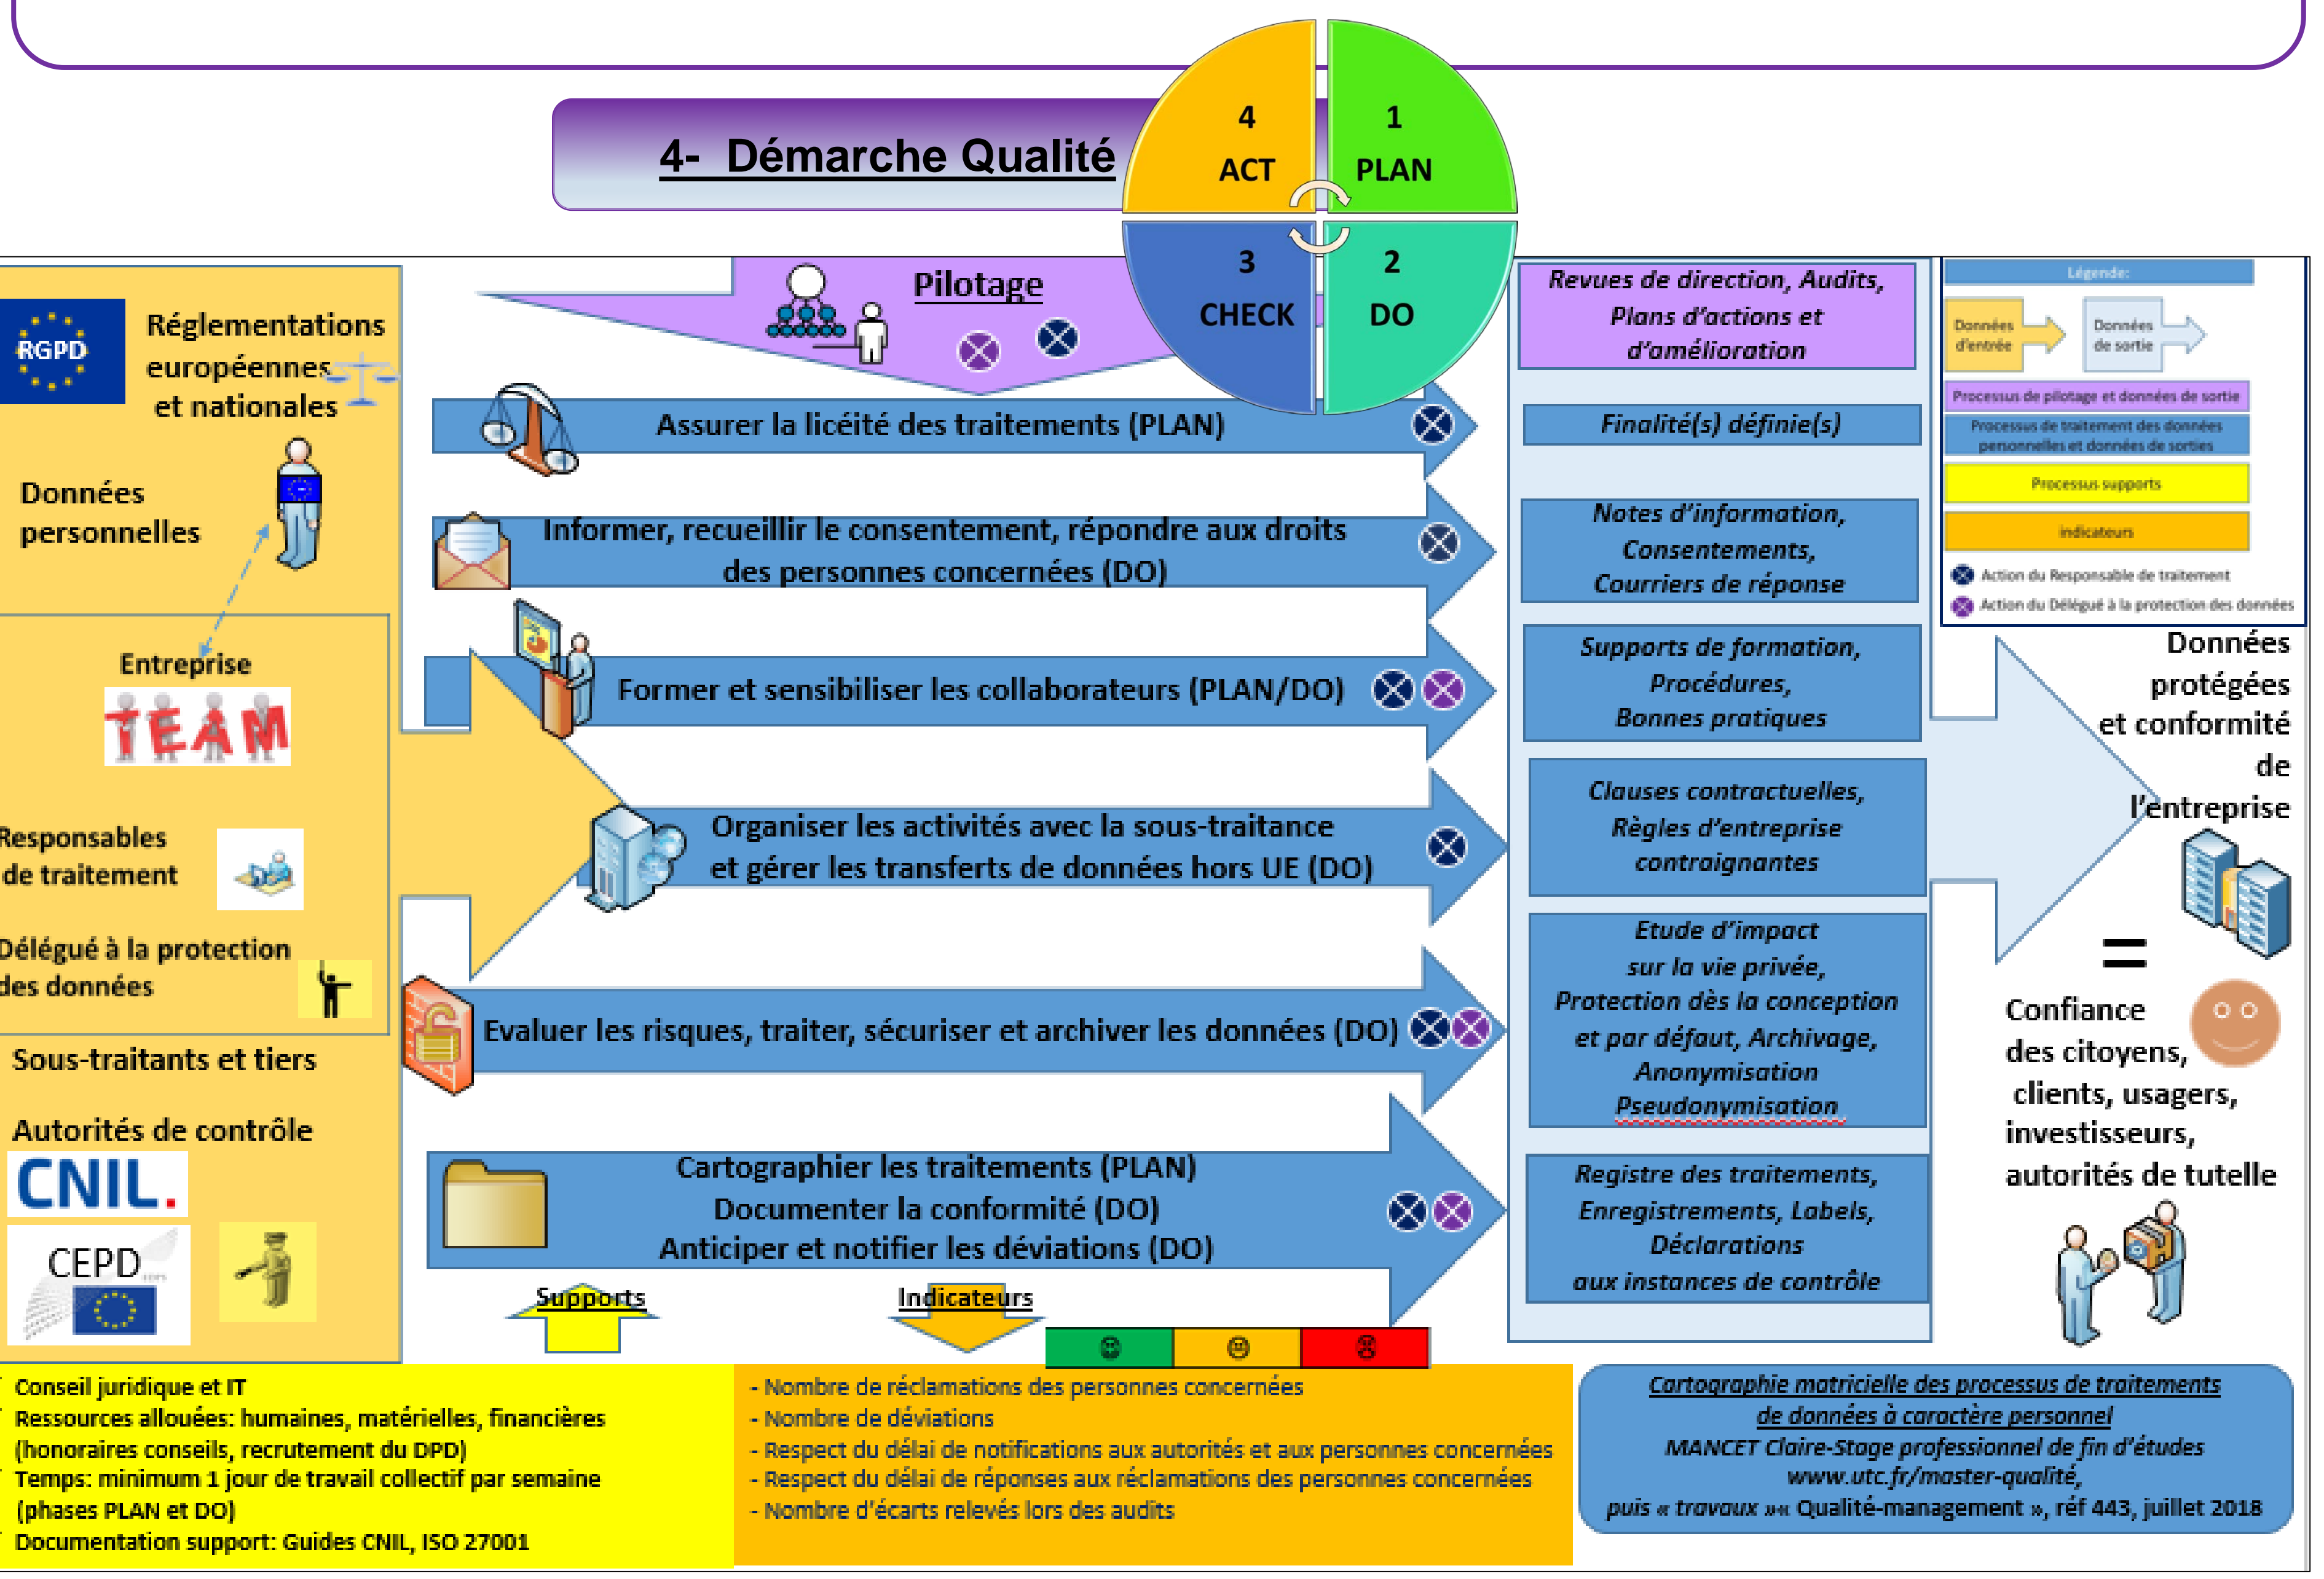 4- Démarche Qualité
4
ACT
1
PLAN
3
CHECK
2
DO
RGPD
Réglementations
européennes
et nationales
Données
personnelles
Entreprise
TEAM
Responsables
de traitement
Délégué à la protection
des données
Sous-traitants et tiers
Autorités de contrôle
CNIL.
CEPD
Pilotage
Assurer la licéité des traitements (PLAN)
Informer, recueillir le consentement, répondre aux droits
des personnes concernées (DO)
Former et sensibiliser les collaborateurs (PLAN/DO)
Organiser les activités avec la sous-traitance
et gérer les transferts de données hors UE (DO)
Evaluer les risques, traiter, sécuriser et archiver les données (DO)
Cartographier les traitements (PLAN)
Documenter la conformité (DO)
Anticiper et notifier les déviations (DO)
Supports
Indicateurs
Revues de direction, Audits,
Plans d'actions et
d'amélioration
Finalité(s) définie(s)
Notes d'information,
Consentements,
Courriers de réponse
Supports de formation,
Procédures,
Bonnes pratiques
Clauses contractuelles,
Règles d'entreprise
contraignantes
Etude d'impact
sur la vie privée,
Protection dès la conception
et par défaut, Archivage,
Anonymisation
Pseudonymisation
Registre des traitements,
Enregistrements, Labels,
Déclarations
aux instances de contrôle
Légende:
Données
d'entrée
Données
de sortie
Processus de pilotage et données de sortie
Processus de traitement des données
personnelles et données de sorties
Processus supports
indicateurs
Action du Responsable de traitement
Action du Délégué à la protection des données
Données
protégées
et conformité
de
l'entreprise
=
Confiance
des citoyens,
clients, usagers,
investisseurs,
autorités de tutelle
Conseil juridique et IT
Ressources allouées: humaines, matérielles, financières
(honoraires conseils, recrutement du DPD)
Temps: minimum 1 jour de travail collectif par semaine
(phases PLAN et DO)
Documentation support: Guides CNIL, ISO 27001
- Nombre de réclamations des personnes concernées
- Nombre de déviations
- Respect du délai de notifications aux autorités et aux personnes concernées
- Respect du délai de réponses aux réclamations des personnes concernées
- Nombre d'écarts relevés lors des audits
Cartographie matricielle des processus de traitements
de données à caractère personnel
MANCET Claire-Stage professionnel de fin d'études
www.utc.fr/master-qualité,
puis « travaux »« Qualité-management », réf 443, juillet 2018